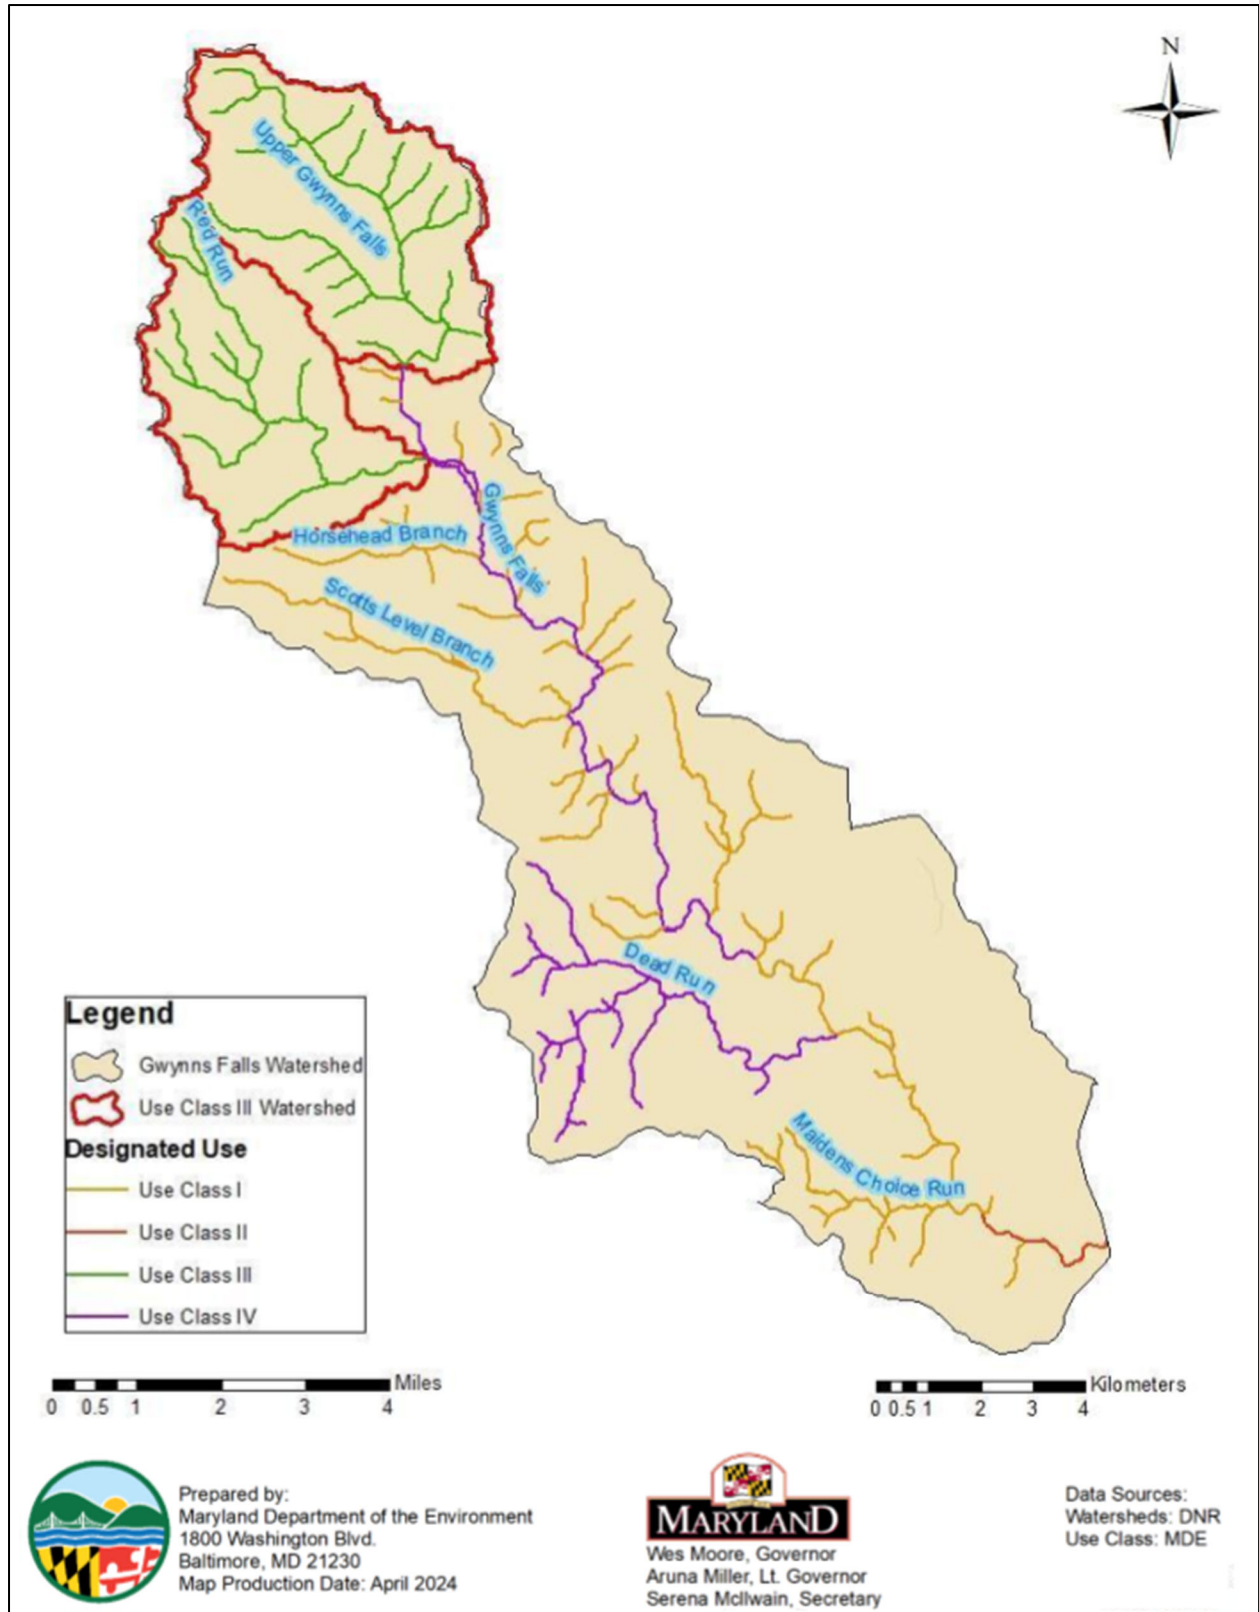 N
Upper Gwynns Falls
Red Run
Gwynns Falls
Horsehead Branch
Scotts Level Branch
Dead Run
Maidens Choice Run
Legend
Gwynns Falls Watershed
Use Class III Watershed
Designated Use
Use Class I
Use Class II
Use Class III
Use Class IV
Miles
0 0.5 1 2 3 4
Kilometers
0 0.5 1 2 3 4
Prepared by:
Maryland Department of the Environment
1800 Washington Blvd.
Baltimore, MD 21230
Map Production Date: April 2024
MARYLAND
Wes Moore, Governor
Aruna Miller, Lt. Governor
Serena McIlwain, Secretary
Data Sources:
Watersheds: DNR
Use Class: MDE